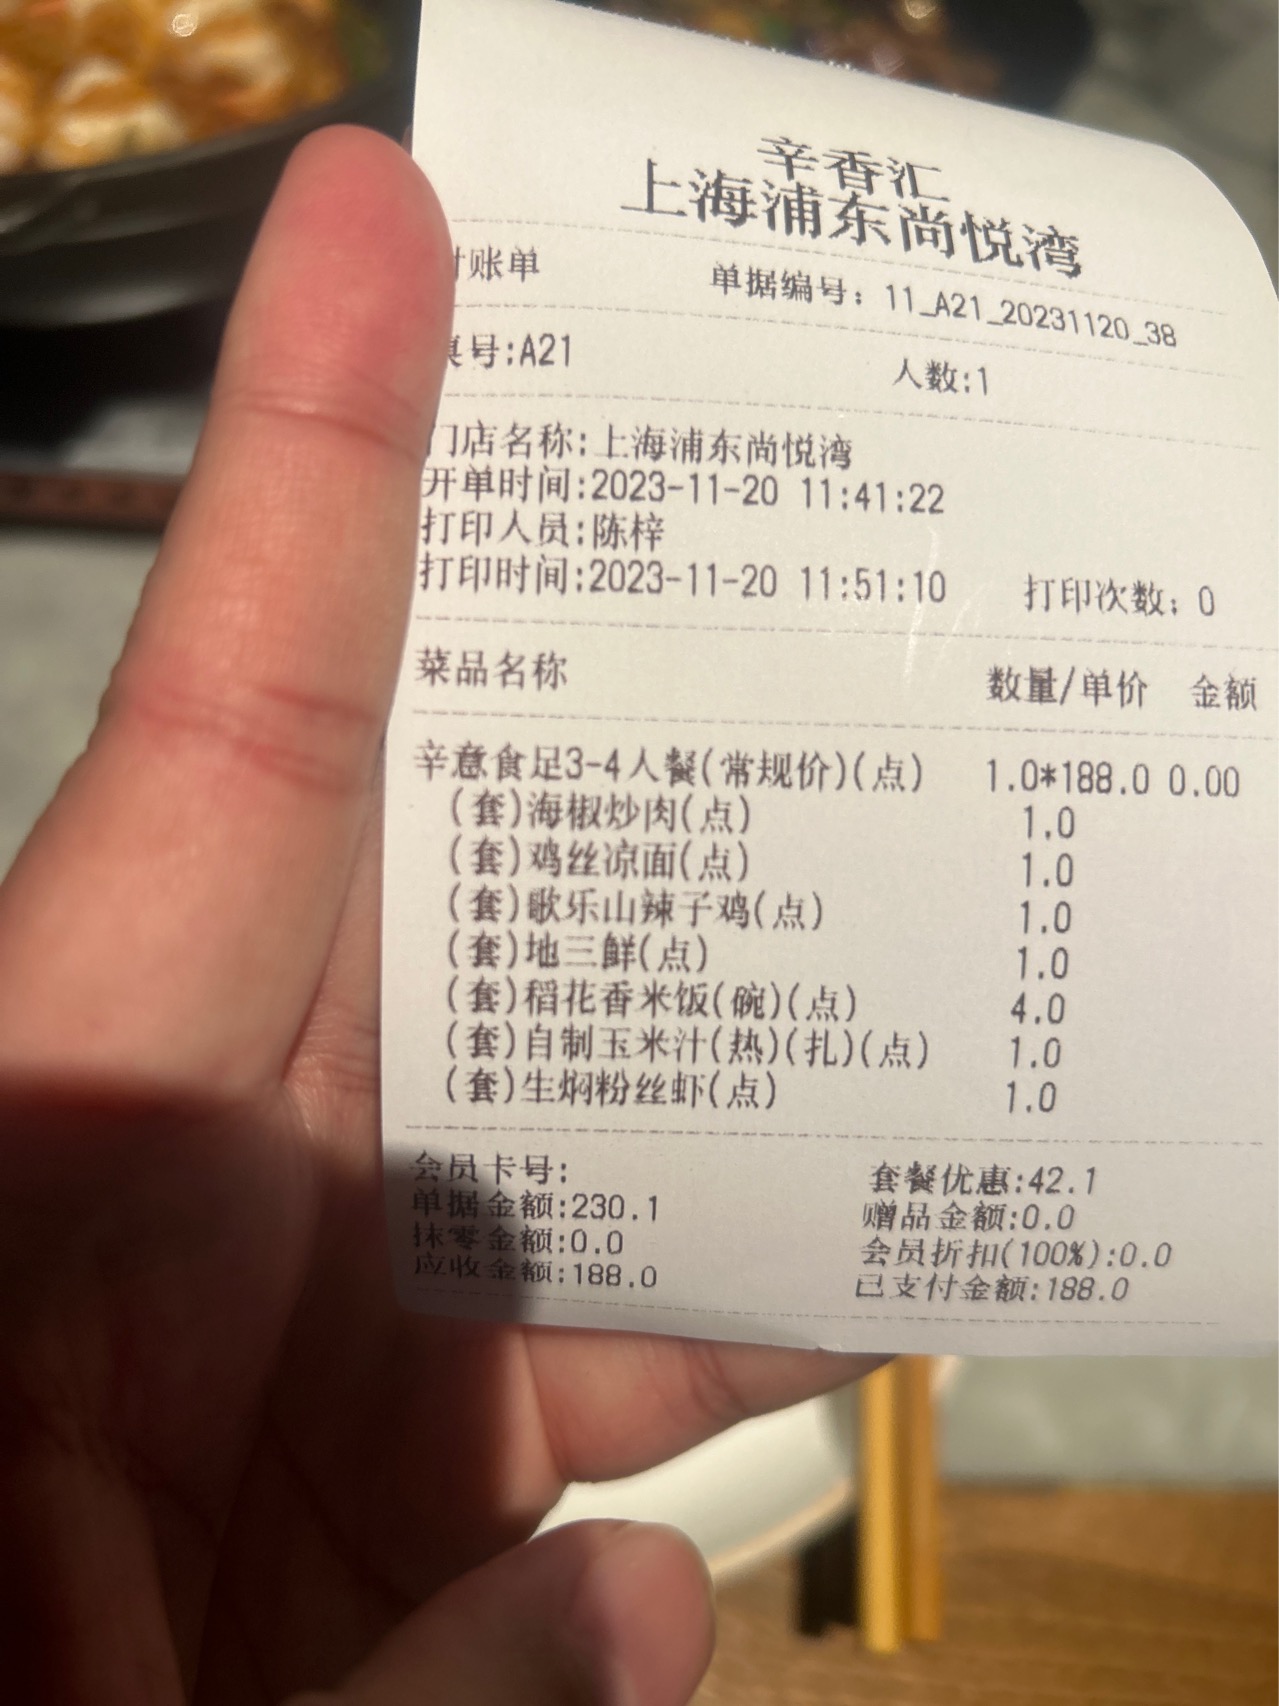 辛香汇
上海浦东尚悦湾
账单 单据编号：11_A21_20231120_38
号:A21 人数:1
门店名称:上海浦东尚悦湾
开单时间:2023-11-20 11:41:22
打印人员:陈梓
打印时间:2023-11-20 11:51:10 打印次数：0
菜品名称 数量/单价 金额
辛意食足3-4人餐(常规价)(点) 1.0*188.0 0.00
(套)海椒炒肉(点) 1.0
(套)鸡丝凉面(点) 1.0
(套)歌乐山辣子鸡(点) 1.0
(套)地三鲜(点) 1.0
(套)稻花香米饭(碗)(点) 4.0
(套)自制玉米汁(热)(扎)(点) 1.0
(套)生焖粉丝虾(点) 1.0
会员卡号: 套餐优惠:42.1
单据金额:230.1 赠品金额:0.0
抹零金额:0.0 会员折扣(100%):0.0
应收金额:188.0 已支付金额:188.0